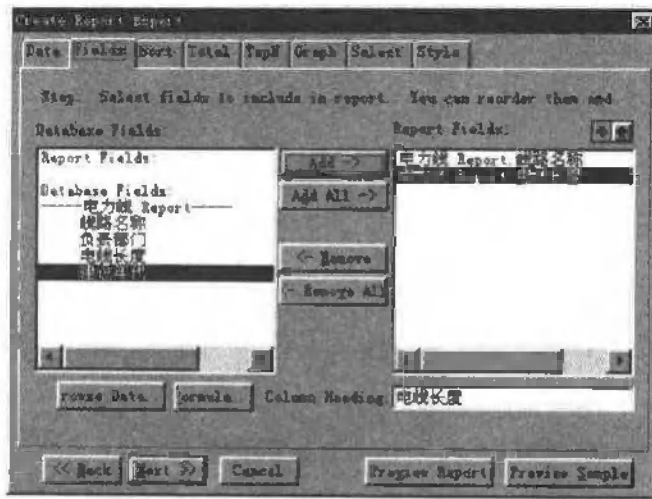 Create Report Expert
Data Fields Sort Total TopN Graph Select Style
Step: Select fields to include in report. You can reorder them and
Database Fields: Report Fields:
Report Fields:
Database Fields:
电力线 Report
线路名称
负责部门
电线长度
电力线 Report.线路名称
Add ->
Add All ->
<- Remove
<- Remove All
rowse Data... ormula... Column Heading: 电线长度
<< Back Next >> Cancel Preview Report Preview Sample